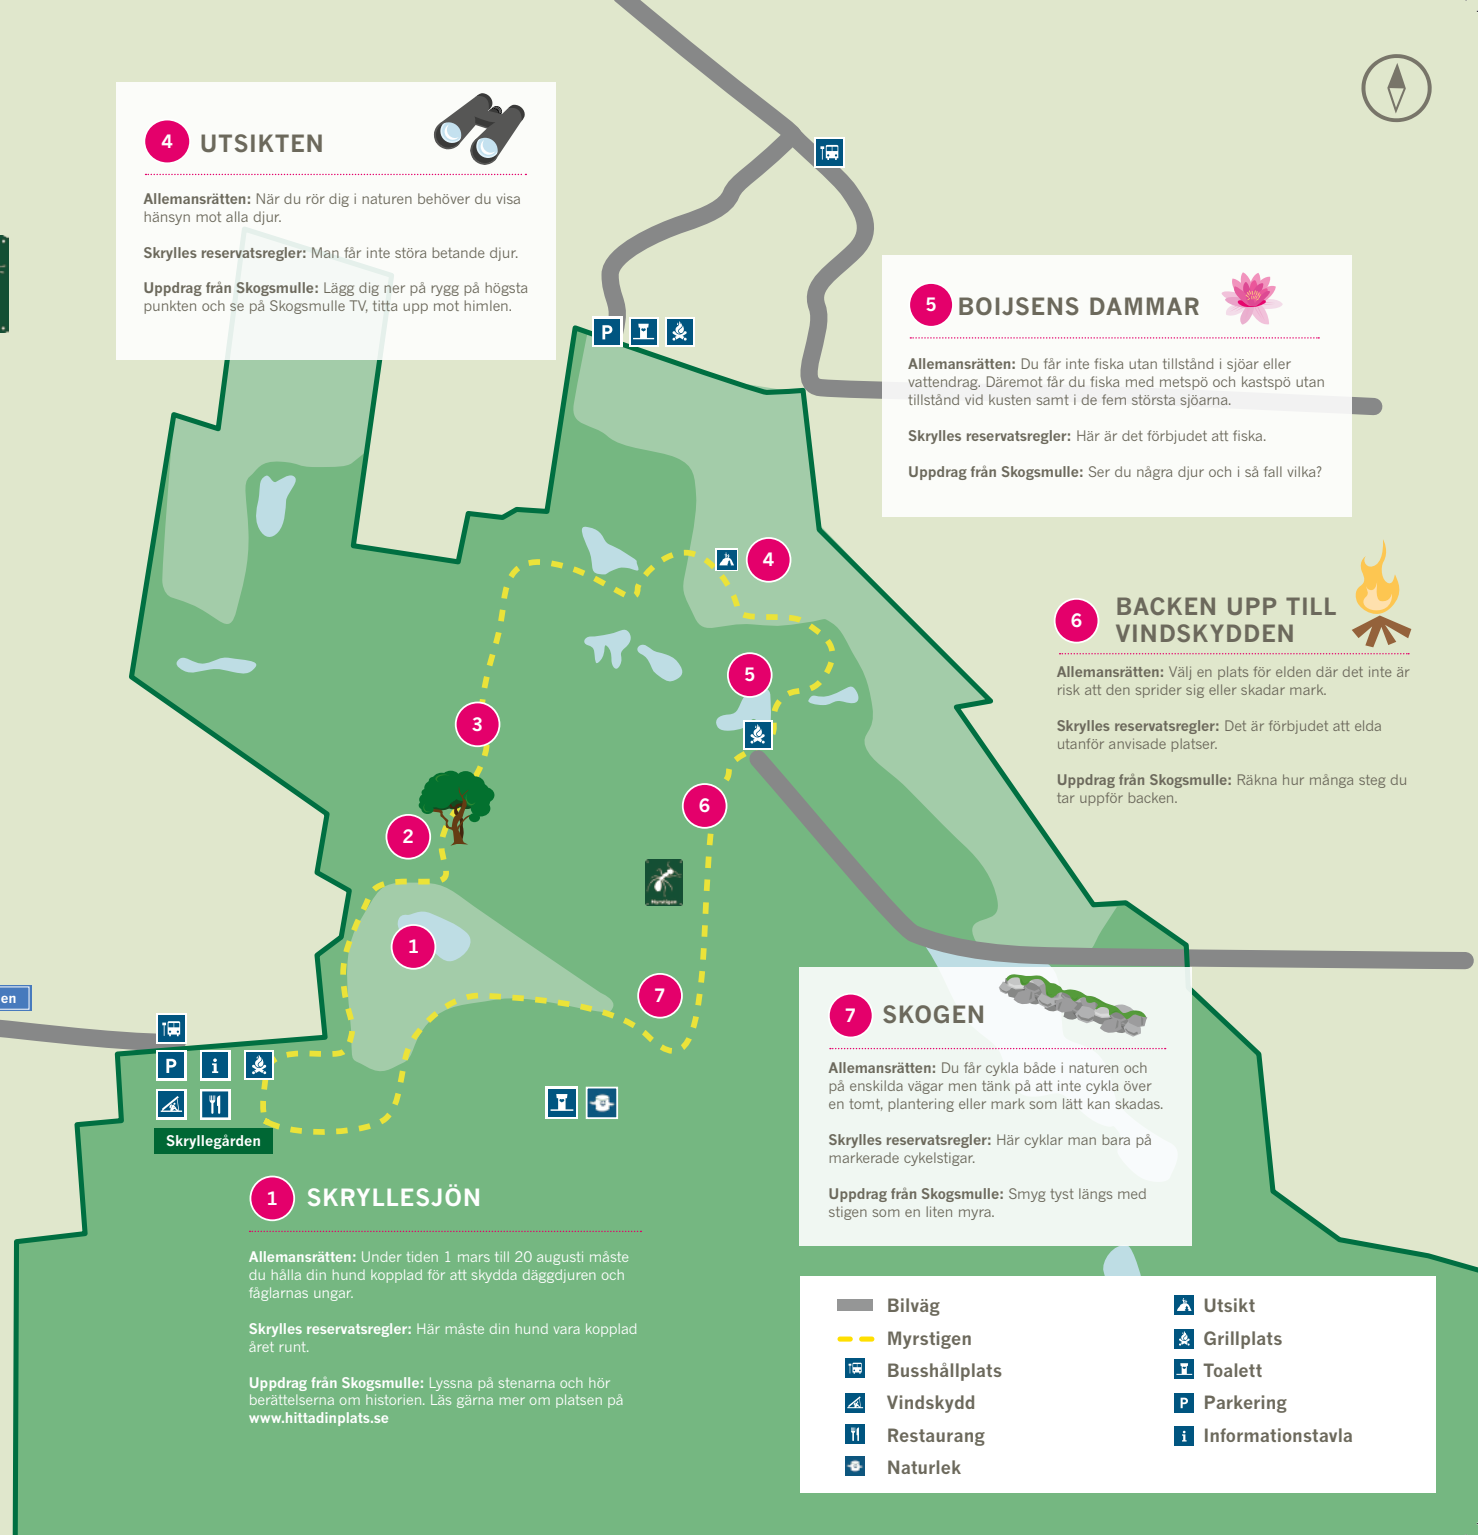 4 UTSIKTEN
Allemansrätten: När du rör dig i naturen behöver du visa
hänsyn mot alla djur.
Skrylles reservatsregler: Man får inte störa betande djur.
Uppdrag från Skogsmulle: Lägg dig ner på rygg på högsta
punkten och se på Skogsmulle TV, titta upp mot himlen.
P
5 BOIJSENS DAMMAR
Allemansrätten: Du får inte fiska utan tillstånd i sjöar eller
vattendrag. Däremot får du fiska med metspö och kastspö utan
tillstånd vid kusten samt i de fem största sjöarna.
Skrylles reservatsregler: Här är det förbjudet att fiska.
Uppdrag från Skogsmulle: Ser du några djur och i så fall vilka?
4
5
3
6
2
1
7
Myrstigen
6 BACKEN UPP TILL
VINDSKYDDEN
Allemansrätten: Välj en plats för elden där det inte är
risk att den sprider sig eller skadar mark.
Skrylles reservatsregler: Det är förbjudet att elda
utanför anvisade platser.
Uppdrag från Skogsmulle: Räkna hur många steg du
tar uppför backen.
en
P i
Skryllegården
7 SKOGEN
Allemansrätten: Du får cykla både i naturen och
på enskilda vägar men tänk på att inte cykla över
en tomt, plantering eller mark som lätt kan skadas.
Skrylles reservatsregler: Här cyklar man bara på
markerade cykelstigar.
Uppdrag från Skogsmulle: Smyg tyst längs med
stigen som en liten myra.
1 SKRYLLESJÖN
Allemansrätten: Under tiden 1 mars till 20 augusti måste
du hålla din hund kopplad för att skydda däggdjuren och
fåglarnas ungar.
Skrylles reservatsregler: Här måste din hund vara kopplad
året runt.
Uppdrag från Skogsmulle: Lyssna på stenarna och hör
berättelserna om historien. Läs gärna mer om platsen på
www.hittadinplats.se
Bilväg
Myrstigen
Busshållplats
Vindskydd
Restaurang
Naturlek
Utsikt
Grillplats
Toalett
P Parkering
i Informationstavla